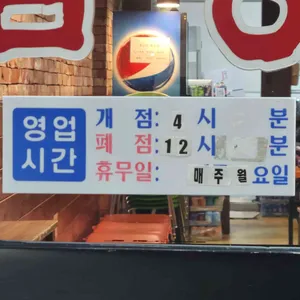 영업
시간
개 점: 4 시 분
폐 점: 12 시 분
휴무일: 매주 월요일